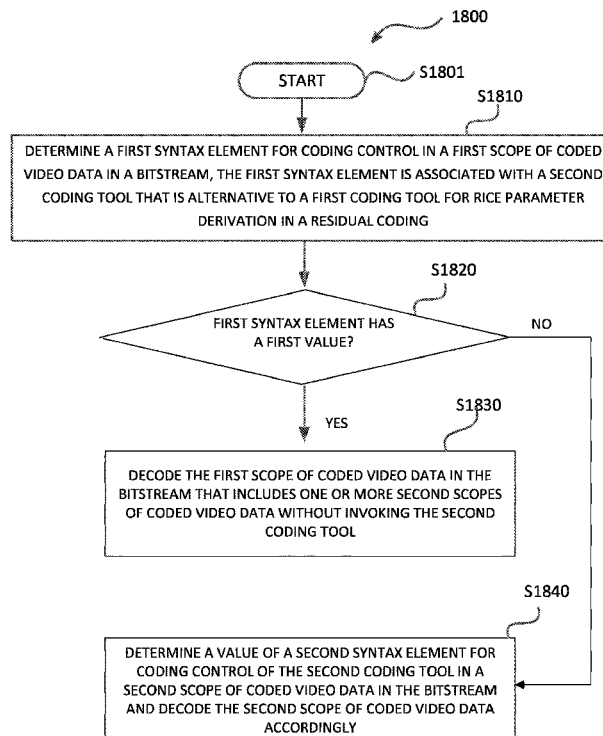 1800
START
S1801
S1810
DETERMINE A FIRST SYNTAX ELEMENT FOR CODING CONTROL IN A FIRST SCOPE OF CODED
VIDEO DATA IN A BITSTREAM, THE FIRST SYNTAX ELEMENT IS ASSOCIATED WITH A SECOND
CODING TOOL THAT IS ALTERNATIVE TO A FIRST CODING TOOL FOR RICE PARAMETER
DERIVATION IN A RESIDUAL CODING
S1820
FIRST SYNTAX ELEMENT HAS
A FIRST VALUE?
NO
YES
S1830
DECODE THE FIRST SCOPE OF CODED VIDEO DATA IN THE
BITSTREAM THAT INCLUDES ONE OR MORE SECOND SCOPES
OF CODED VIDEO DATA WITHOUT INVOKING THE SECOND
CODING TOOL
S1840
DETERMINE A VALUE OF A SECOND SYNTAX ELEMENT FOR
CODING CONTROL OF THE SECOND CODING TOOL IN A
SECOND SCOPE OF CODED VIDEO DATA IN THE BITSTREAM
AND DECODE THE SECOND SCOPE OF CODED VIDEO DATA
ACCORDINGLY